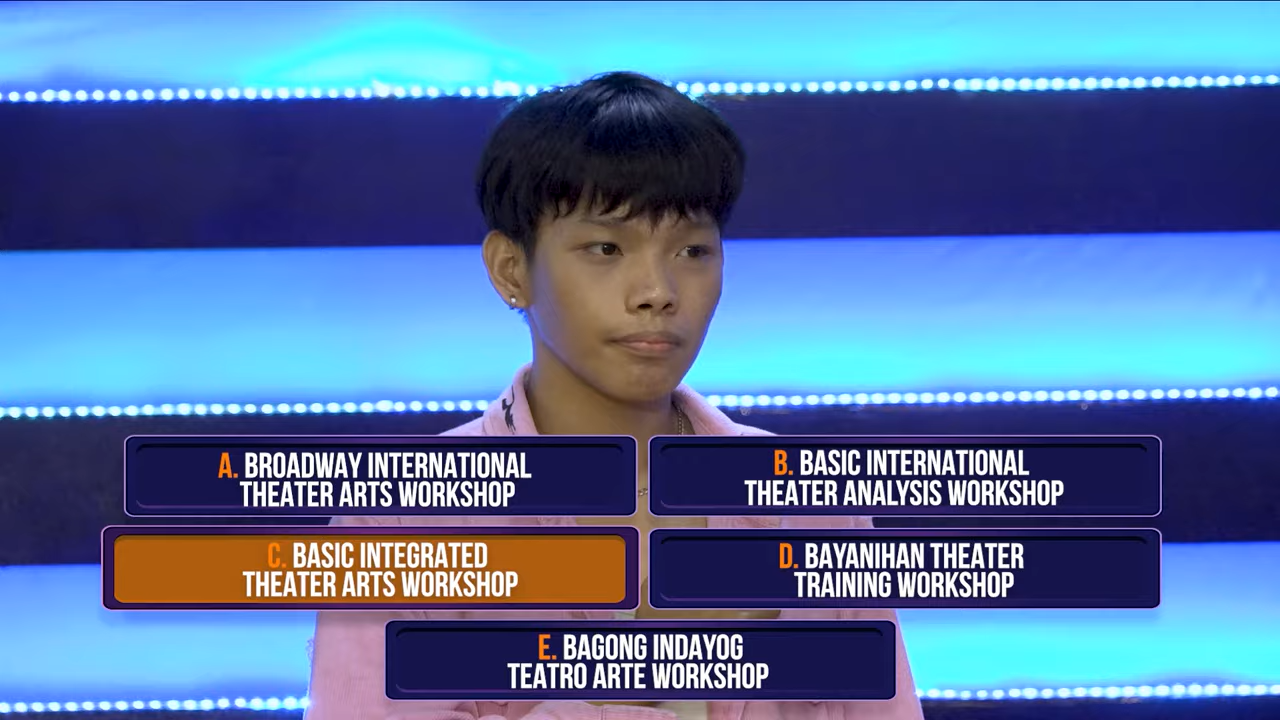 A. BROADWAY INTERNATIONAL
THEATER ARTS WORKSHOP
B. BASIC INTERNATIONAL
THEATER ANALYSIS WORKSHOP
C. BASIC INTEGRATED
THEATER ARTS WORKSHOP
D. BAYANIHAN THEATER
TRAINING WORKSHOP
E. BAGONG INDAYOG
TEATRO ARTE WORKSHOP